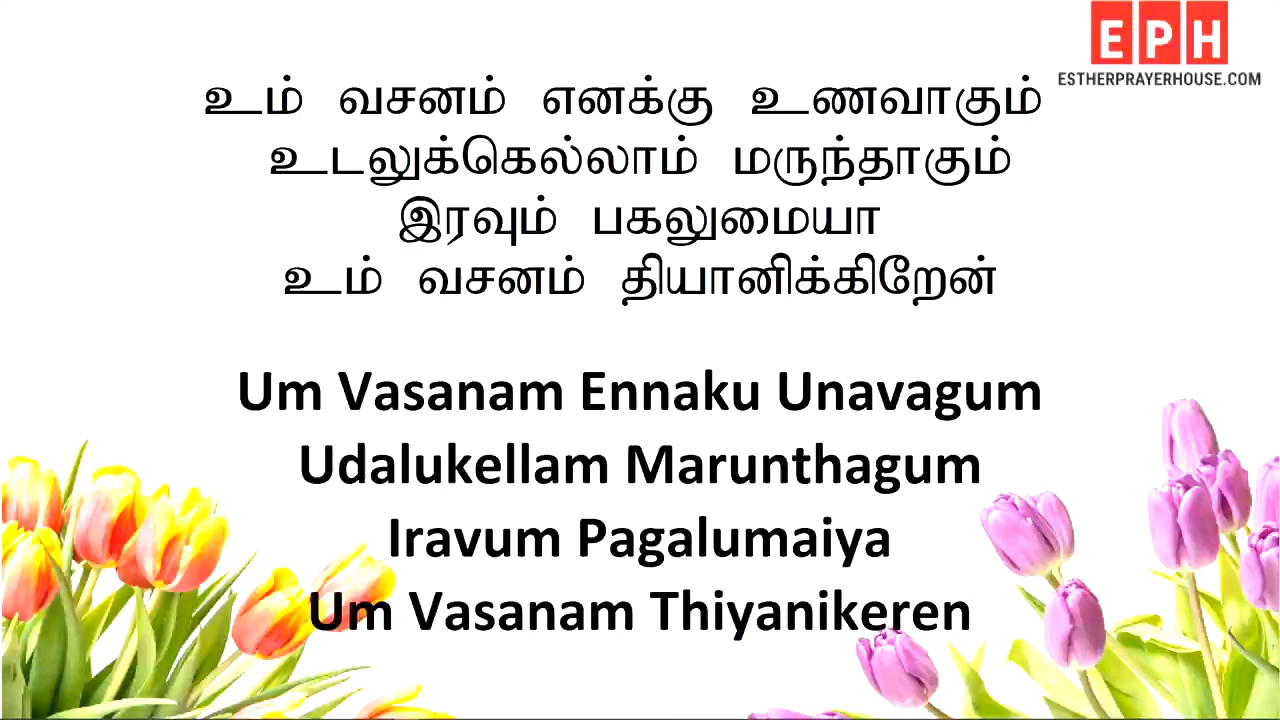 EPH
ESTHERPRAYERHOUSE.COM
உம் வசனம் எனக்கு உணவாகும்
உடலுக்கெல்லாம் மருந்தாகும்
இரவும் பகலுமையா
உம் வசனம் தியானிக்கிறேன்
Um Vasanam Ennaku Unavagum
Udalukellam Marunthagum
Iravum Pagalumaiya
Um Vasanam Thiyanikeren